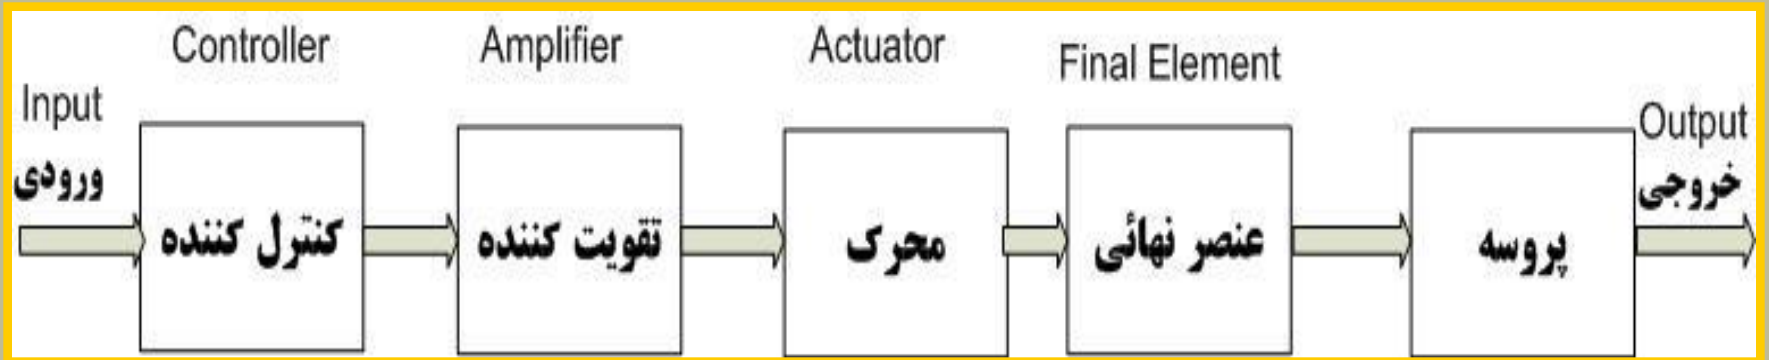 Controller
Amplifier
Actuator
Final Element
Input
ورودی
Output
خروجی
کنترل کننده
تقویت کننده
محرک
عنصر نهائی
پروسه